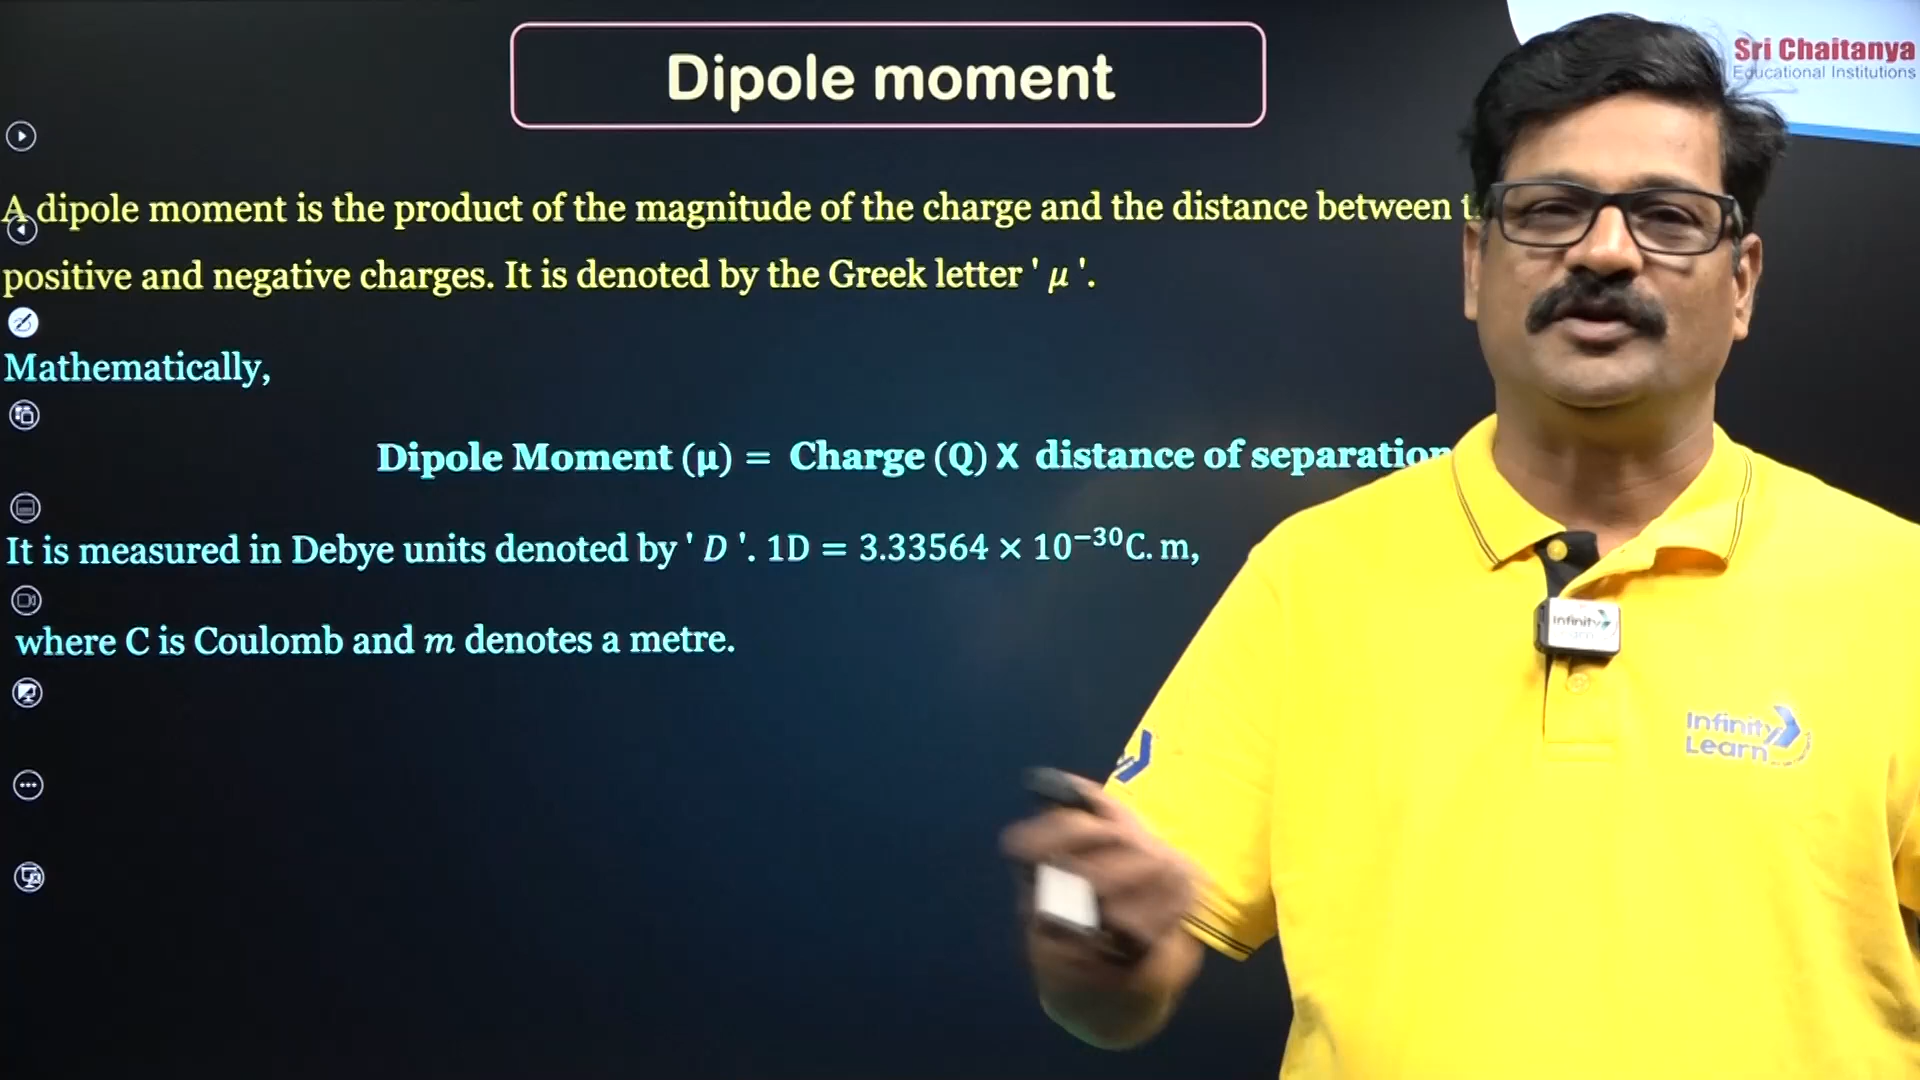 Dipole moment
Sri Chaitanya
Educational Institutions
A dipole moment is the product of the magnitude of the charge and the distance between
positive and negative charges. It is denoted by the Greek letter ' μ '.
Mathematically,
Dipole Moment (μ) = Charge (Q) X distance of separation
It is measured in Debye units denoted by ' D '. 1D = 3.33564 × 10⁻³⁰C. m,
where C is Coulomb and m denotes a metre.
Infinity
Learn
Infinity
Learn